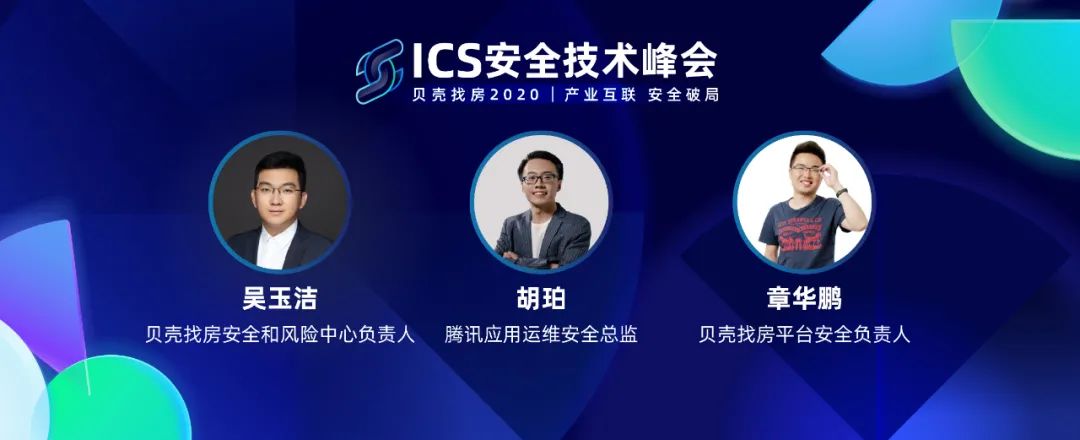 ICS安全技术峰会
贝壳找房2020｜产业互联 安全破局
吴玉洁
贝壳找房安全和风险中心负责人
胡珀
腾讯应用运维安全总监
章华鹏
贝壳找房平台安全负责人